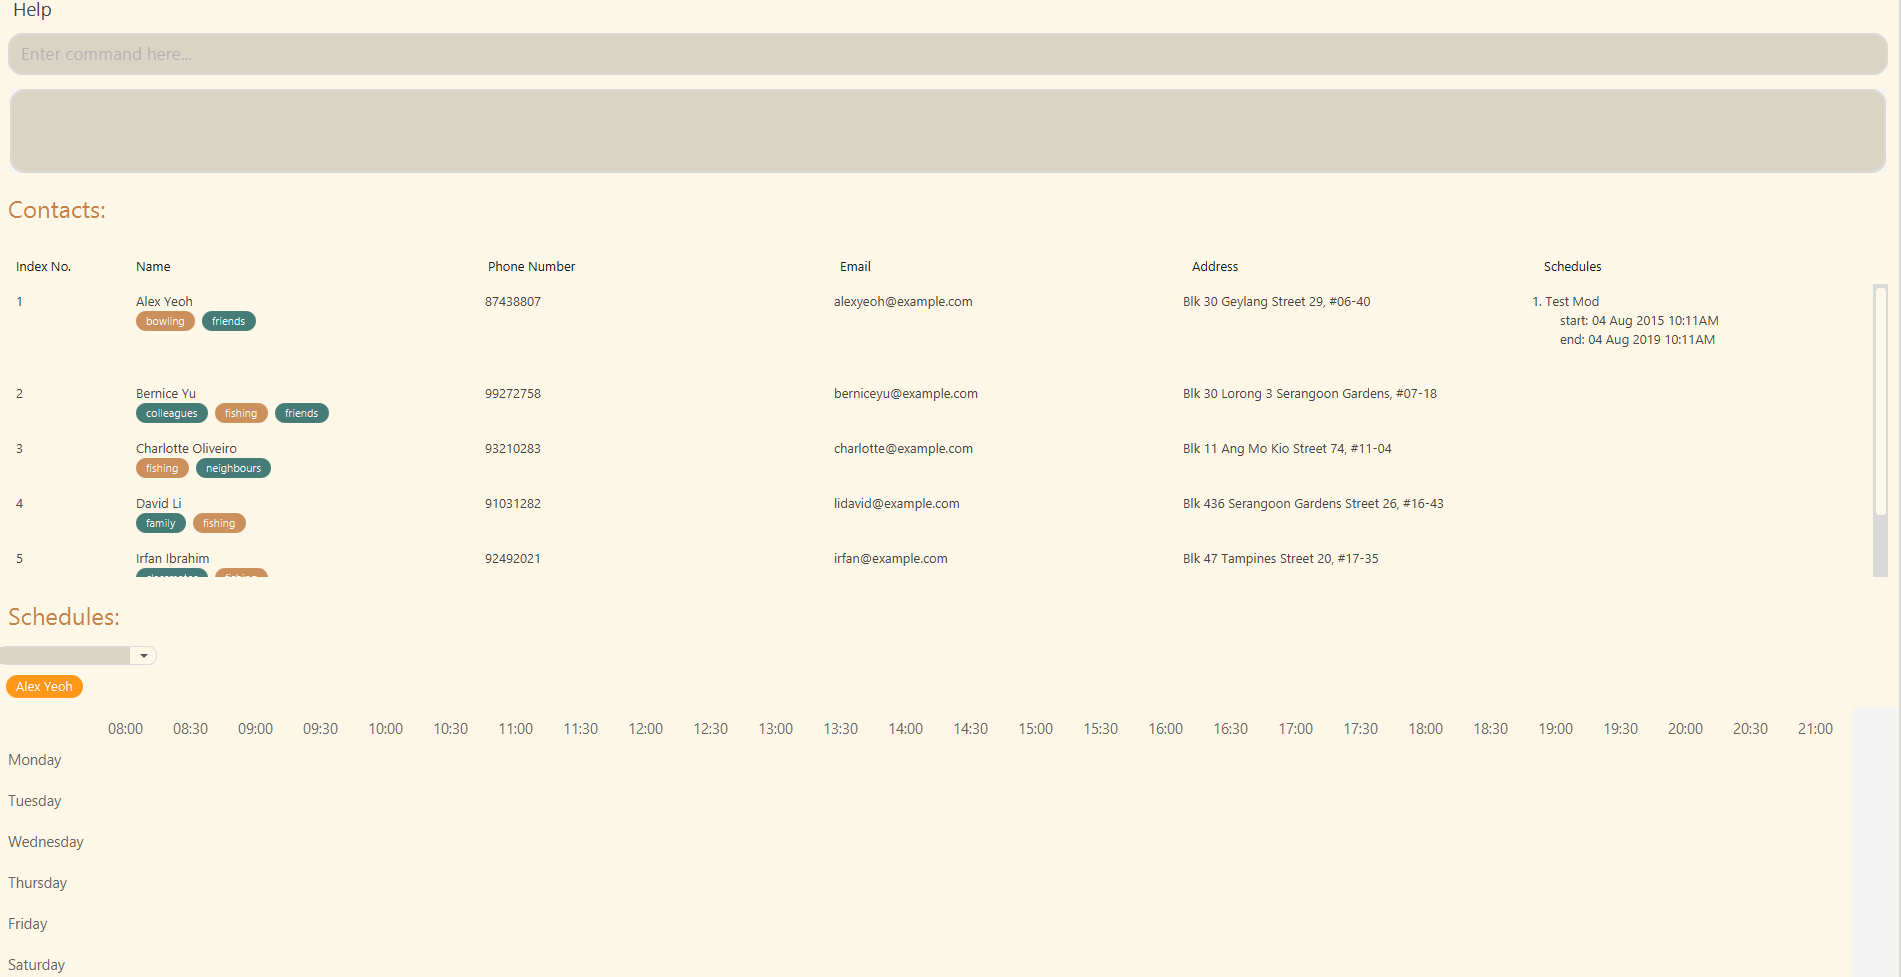 Help
Enter command here...
Contacts:
Index No. Name Phone Number Email Address Schedules
1 Alex Yeoh 87438807 alexyeoh@example.com Blk 30 Geylang Street 29, #06-40 1. Test Mod
bowling friends start: 04 Aug 2015 10:11AM
end: 04 Aug 2019 10:11AM
2 Bernice Yu 99272758 berniceyu@example.com Blk 30 Lorong 3 Serangoon Gardens, #07-18
colleagues fishing friends
3 Charlotte Oliveiro 93210283 charlotte@example.com Blk 11 Ang Mo Kio Street 74, #11-04
fishing neighbours
4 David Li 91031282 lidavid@example.com Blk 436 Serangoon Gardens Street 26, #16-43
family fishing
5 Irfan Ibrahim 92492021 irfan@example.com Blk 47 Tampines Street 20, #17-35
Schedules:
Alex Yeoh
08:00 08:30 09:00 09:30 10:00 10:30 11:00 11:30 12:00 12:30 13:00 13:30 14:00 14:30 15:00 15:30 16:00 16:30 17:00 17:30 18:00 18:30 19:00 19:30 20:00 20:30 21:00
Monday
Tuesday
Wednesday
Thursday
Friday
Saturday